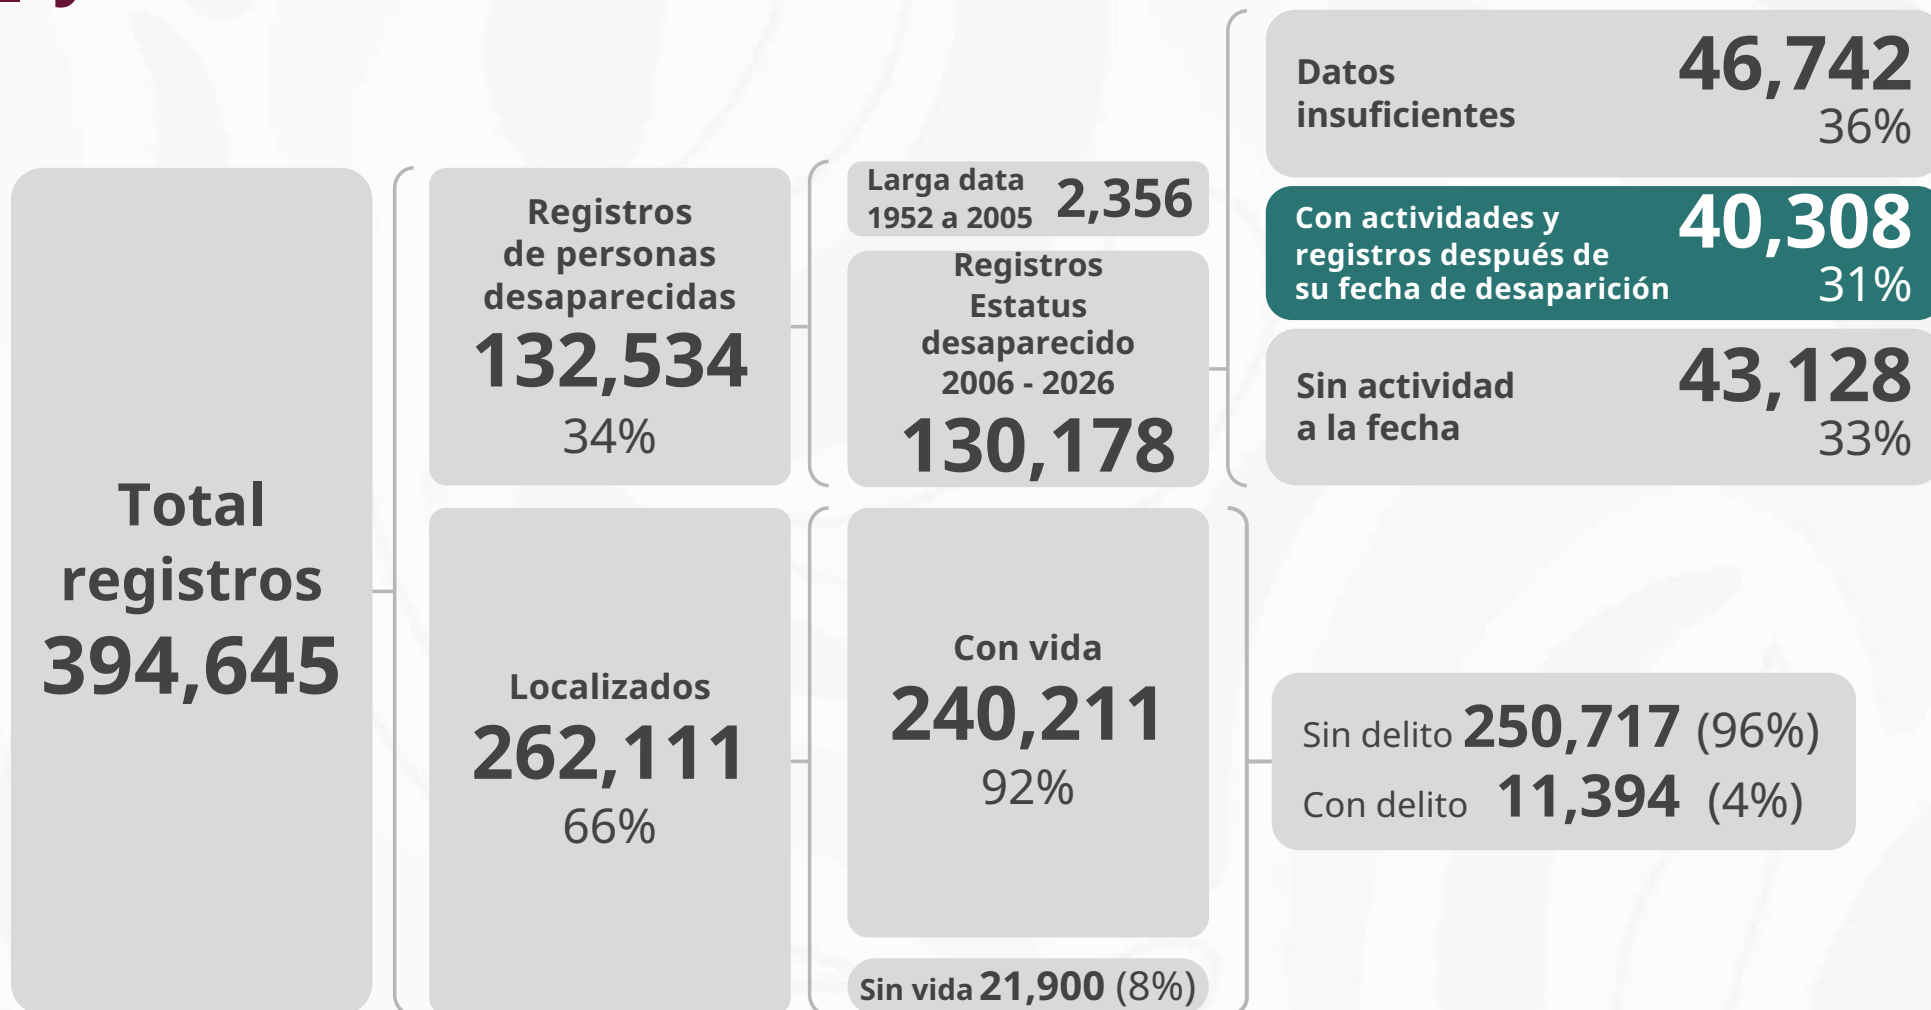 Total
registros
394,645
Registros
de personas
desaparecidas
132,534
34%
Localizados
262,111
66%
Larga data
1952 a 2005
2,356
Registros
Estatus
desaparecido
2006 - 2026
130,178
Con vida
240,211
92%
Sin vida 21,900 (8%)
Datos
insuficientes
46,742
36%
Con actividades y
registros después de
su fecha de desaparición
40,308
31%
Sin actividad
a la fecha
43,128
33%
Sin delito 250,717 (96%)
Con delito 11,394 (4%)